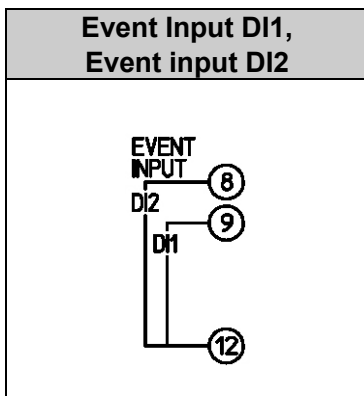 Event Input DI1,
Event input DI2
EVENT
INPUT
8
DI2
9
DI1
12